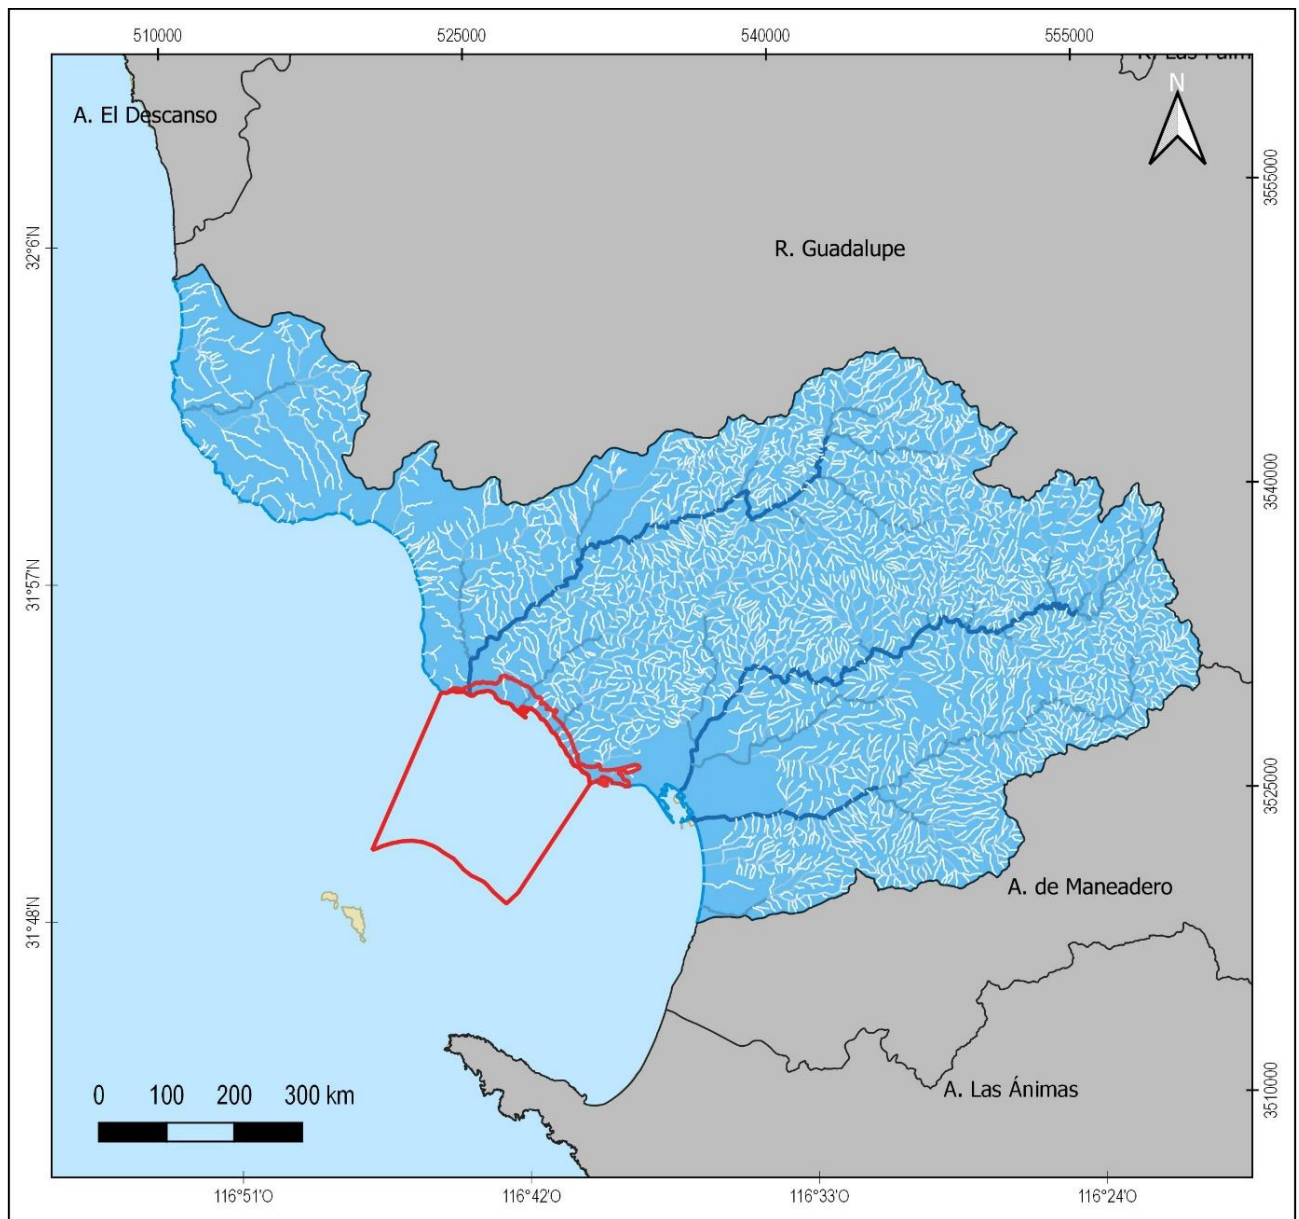 510000
525000
540000
555000
A. El Descanso
N
3555000
32°6'N
R. Guadalupe
3540000
31°57'N
3525000
A. de Maneadero
31°48'N
A. Las Ánimas
3510000
0 100 200 300 km
116°51'O
116°42'O
116°33'O
116°24'O